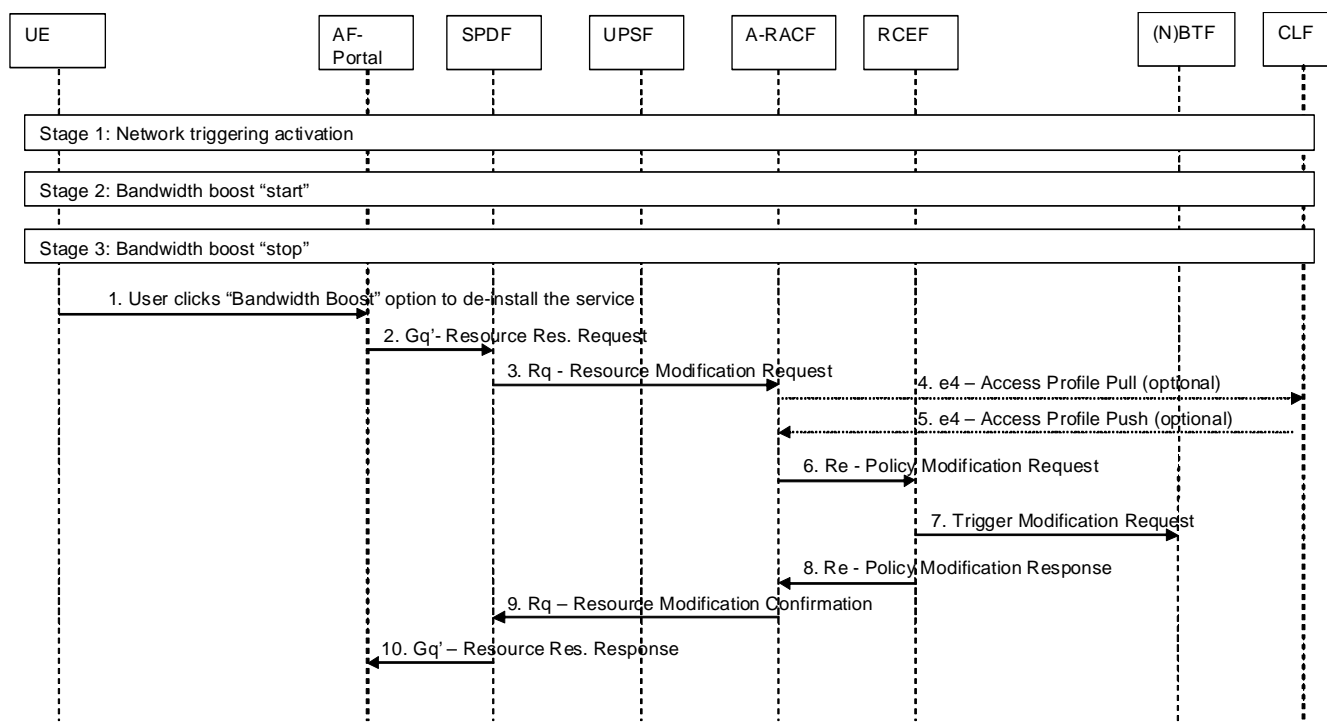 UE
AF-
Portal
SPDF
UPSF
A-RACF
RCEF
(N)BTF
CLF
Stage 1: Network triggering activation
Stage 2: Bandwidth boost “start”
Stage 3: Bandwidth boost “stop”
1. User clicks “Bandwidth Boost” option to de-install the service
2. Gq’- Resource Res. Request
3. Rq - Resource Modification Request
4. e4 – Access Profile Pull (optional)
5. e4 – Access Profile Push (optional)
6. Re - Policy Modification Request
7. Trigger Modification Request
8. Re - Policy Modification Response
9. Rq – Resource Modification Confirmation
10. Gq’ – Resource Res. Response